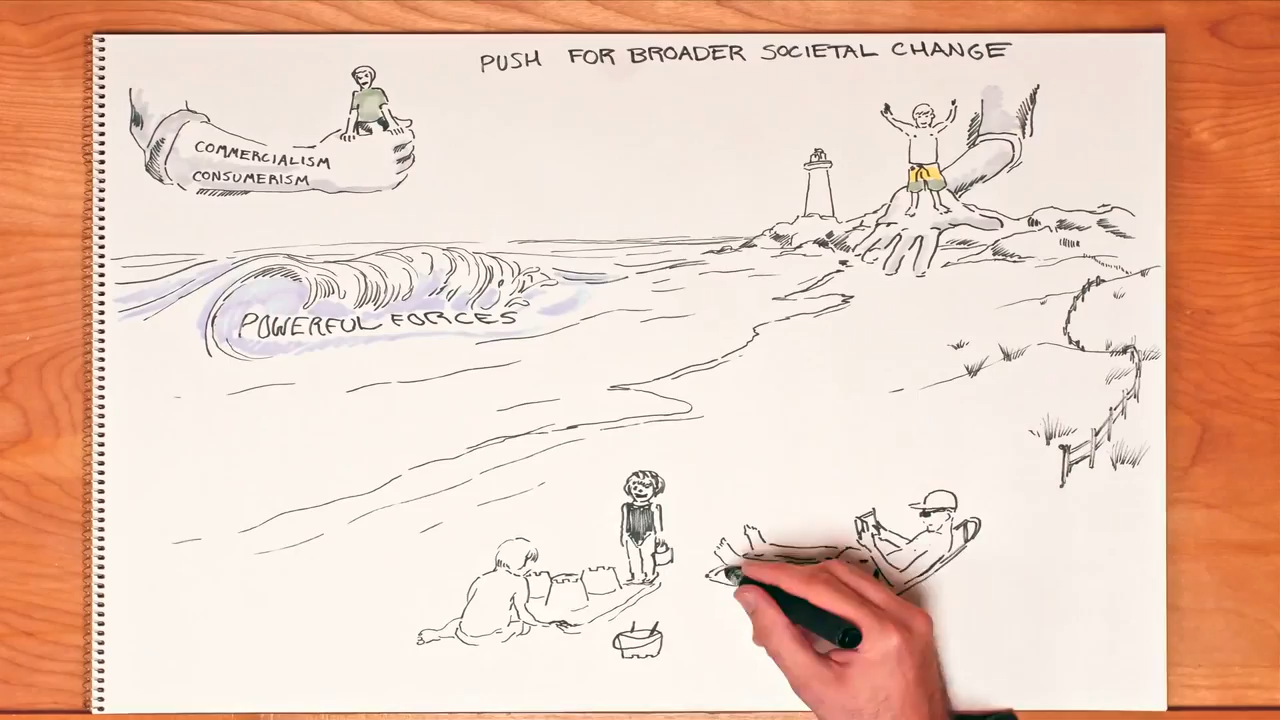 PUSH FOR BROADER SOCIETAL CHANGE
COMMERCIALISM
CONSUMERISM
POWERFUL FORCES